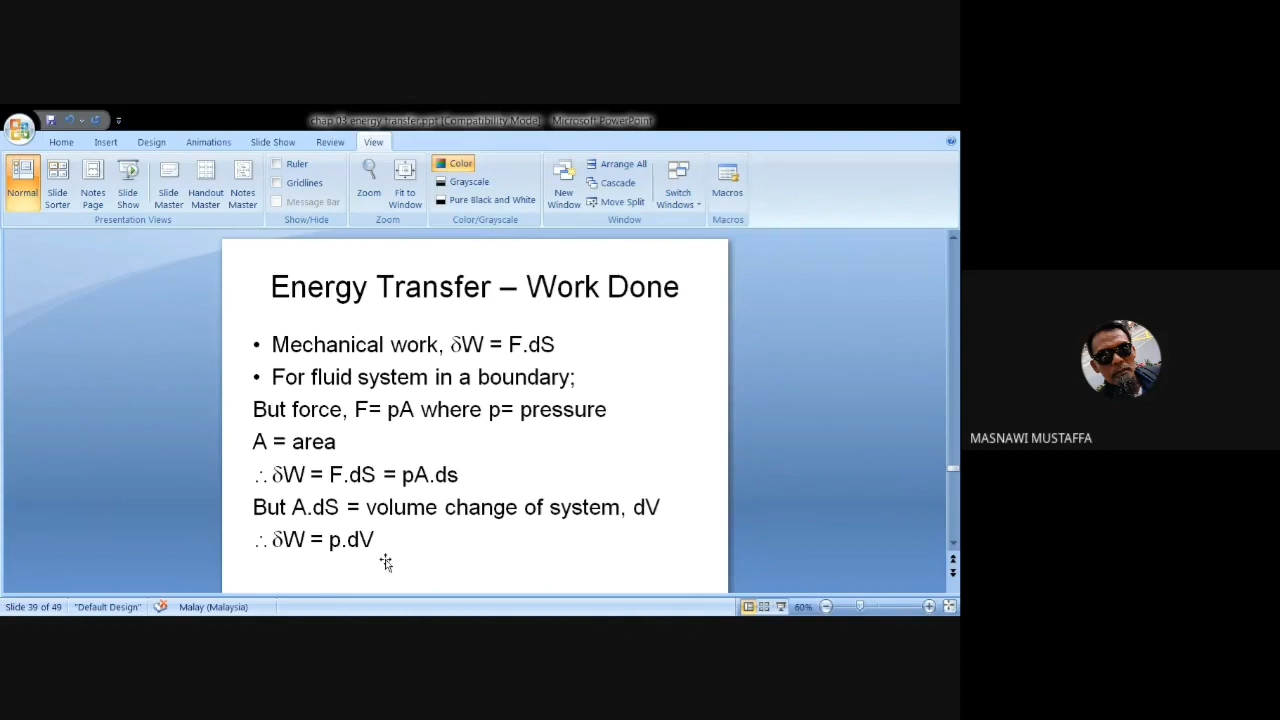 chap 03 energy transfer.ppt [Compatibility Mode] - Microsoft PowerPoint
Home Insert Design Animations Slide Show Review View
Normal Slide Sorter Notes Page Slide Show Slide Master Handout Master Notes Master
Presentation Views
Ruler
Gridlines
Message Bar
Show/Hide
Zoom Fit to Window
Zoom
Color
Grayscale
Pure Black and White
Color/Grayscale
New Window
Arrange All
Cascade
Move Split
Switch Windows
Window
Macros
Macros
Energy Transfer – Work Done
• Mechanical work, δW = F.dS
• For fluid system in a boundary;
But force, F= pA where p= pressure
A = area
∴δW = F.dS = pA.ds
But A.dS = volume change of system, dV
∴δW = p.dV
MASNAWI MUSTAFFA
Slide 39 of 49 "Default Design" Malay (Malaysia) 60%